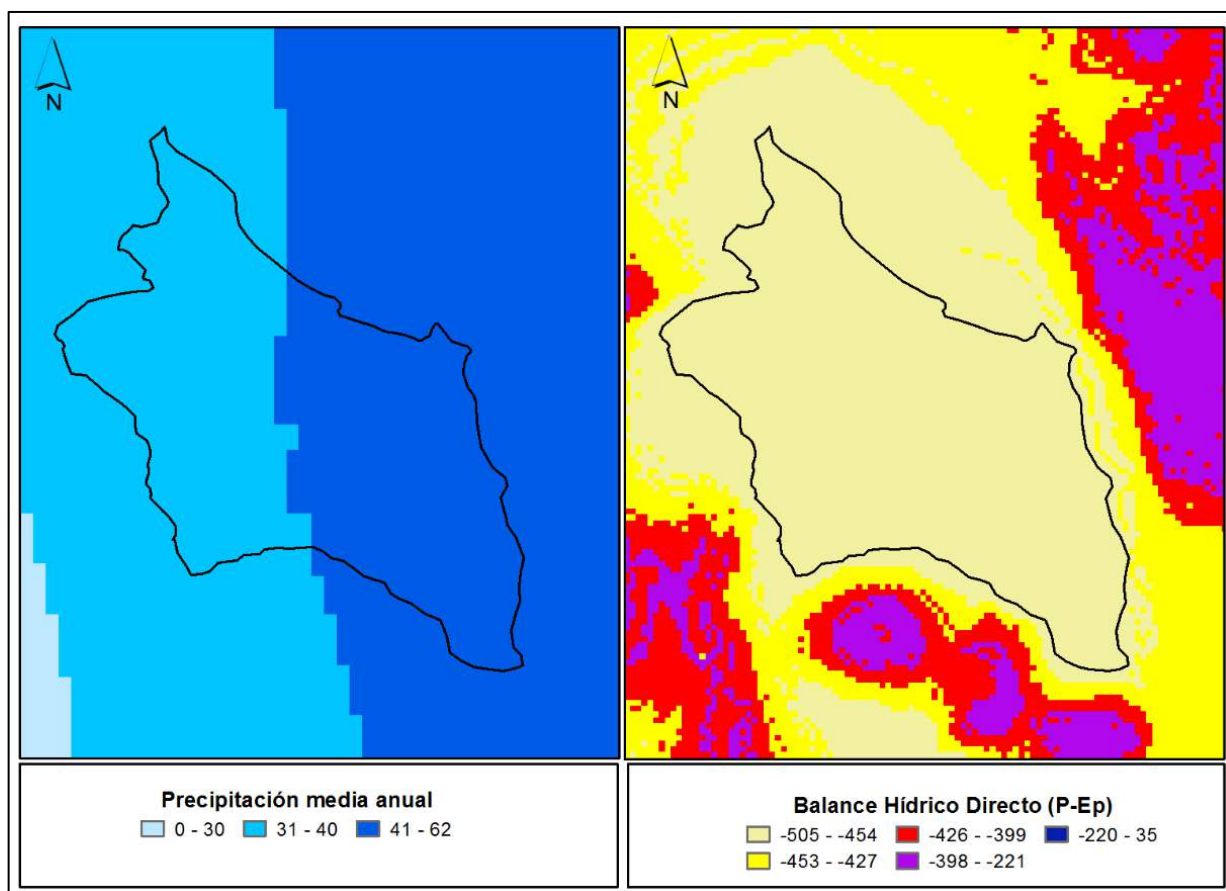 N
N
Precipitación media anual
0 - 30 31 - 40 41 - 62
Balance Hídrico Directo (P-Ep)
-505 - -454 -426 - -399 -220 - 35
-453 - -427 -398 - -221